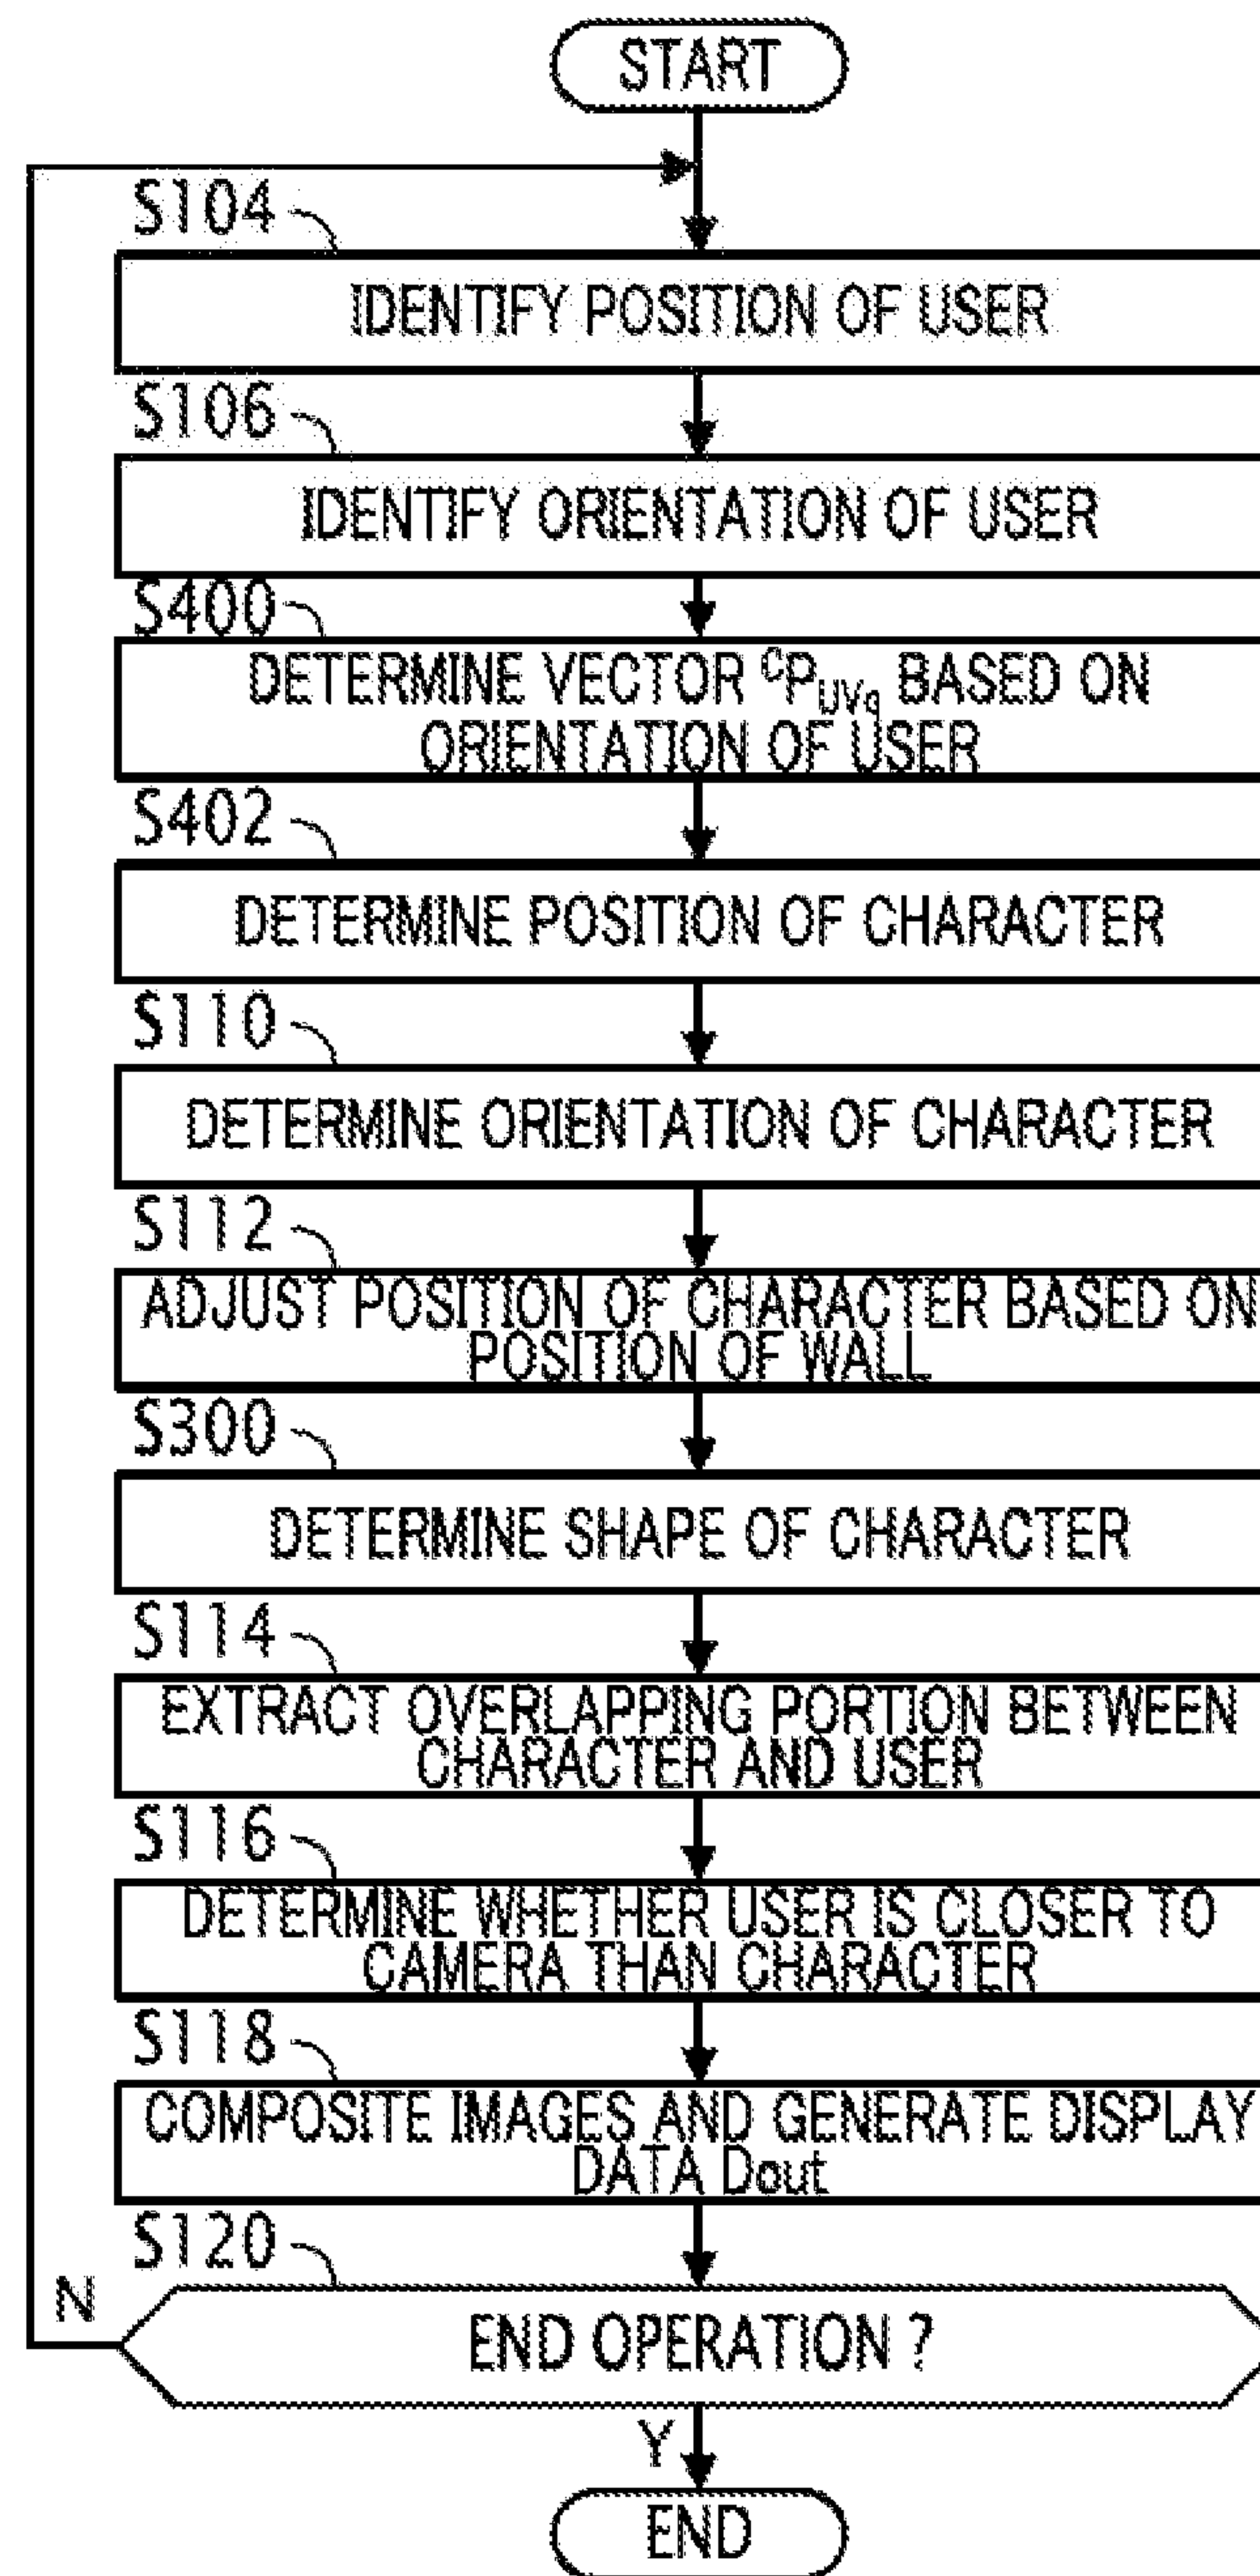 START
S104
IDENTIFY POSITION OF USER
S106
IDENTIFY ORIENTATION OF USER
S400
DETERMINE VECTOR ᶜP_UVq BASED ON
ORIENTATION OF USER
S402
DETERMINE POSITION OF CHARACTER
S110
DETERMINE ORIENTATION OF CHARACTER
S112
ADJUST POSITION OF CHARACTER BASED ON
POSITION OF WALL
S300
DETERMINE SHAPE OF CHARACTER
S114
EXTRACT OVERLAPPING PORTION BETWEEN
CHARACTER AND USER
S116
DETERMINE WHETHER USER IS CLOSER TO
CAMERA THAN CHARACTER
S118
COMPOSITE IMAGES AND GENERATE DISPLAY
DATA Dout
S120
N
END OPERATION ?
Y
END